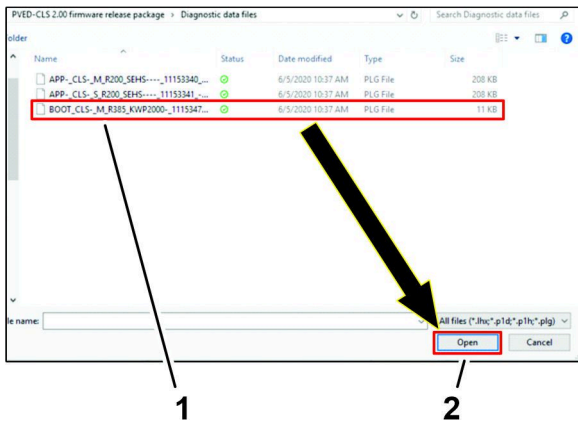 PVED-CLS 2.00 firmware release package > Diagnostic data files
Search Diagnostic data files
older
Name Status Date modified Type Size
APP-_CLS-_M_R200_SEHS----_11153340_... 6/5/2020 10:37 AM PLG File 208 KB
APP-_CLS-_S_R200_SEHS----_11153341_-... 6/5/2020 10:37 AM PLG File 208 KB
BOOT_CLS-_M_R385_KWP2000-_1115347... 6/5/2020 10:37 AM PLG File 11 KB
le name:
All files (*.lhx;*.p1d;*.p1h;*.plg)
Open Cancel
1 2